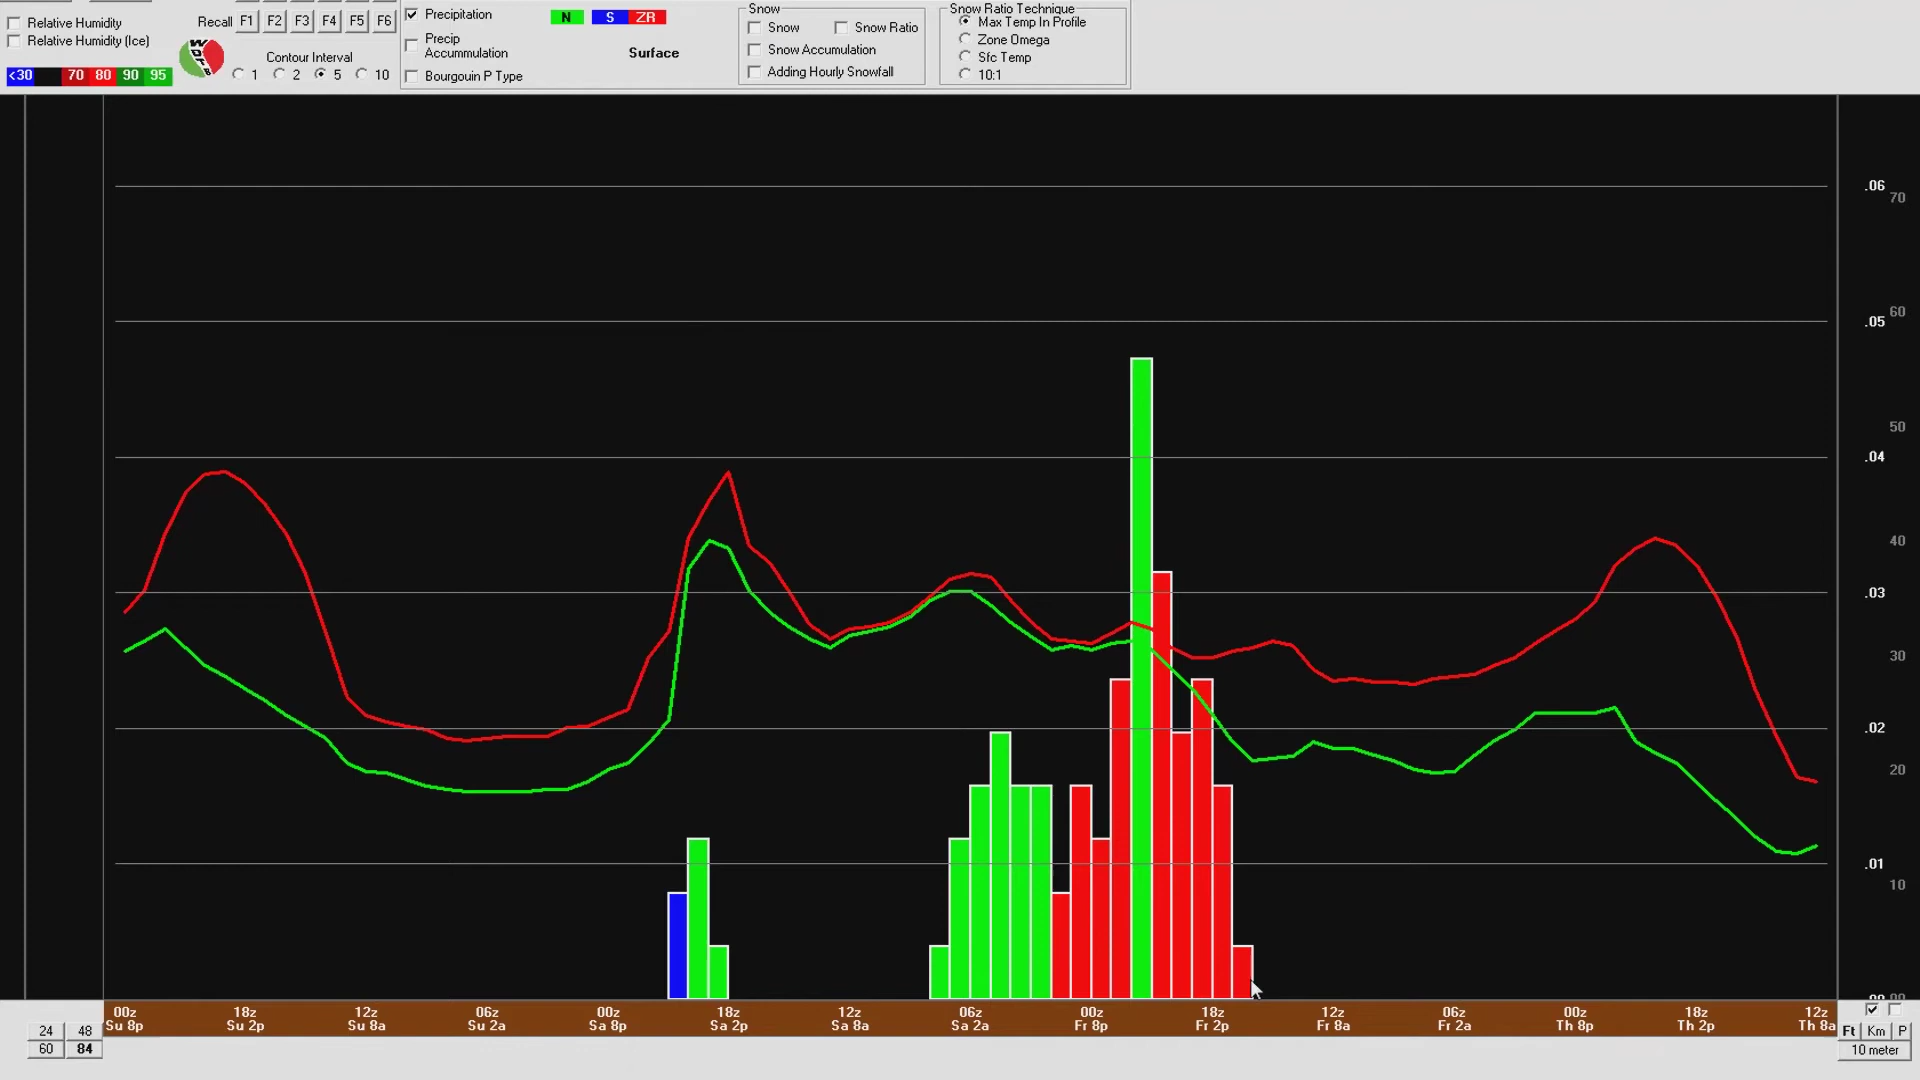 Relative Humidity
Relative Humidity (Ice)
<30 70 80 90 95
Recall F1 F2 F3 F4 F5 F6
Contour Interval
1 2 5 10
Precipitation
Precip
Accummulation
Bourgouin P Type
N S ZR
Surface
Snow
Snow Snow Ratio
Snow Accumulation
Adding Hourly Snowfall
Snow Ratio Technique
Max Temp In Profile
Zone Omega
Sfc Temp
10:1
.06
70
.05
60
50
.04
40
.03
30
.02
20
.01
10
00z 18z 12z 06z 00z 18z 12z 06z 00z 18z 12z 06z 00z 18z 12z
Su 8p Su 2p Su 8a Su 2a Sa 8p Sa 2p Sa 8a Sa 2a Fr 8p Fr 2p Fr 8a Fr 2a Th 8p Th 2p Th 8a
24 48
60 84
Ft Km P
10 meter